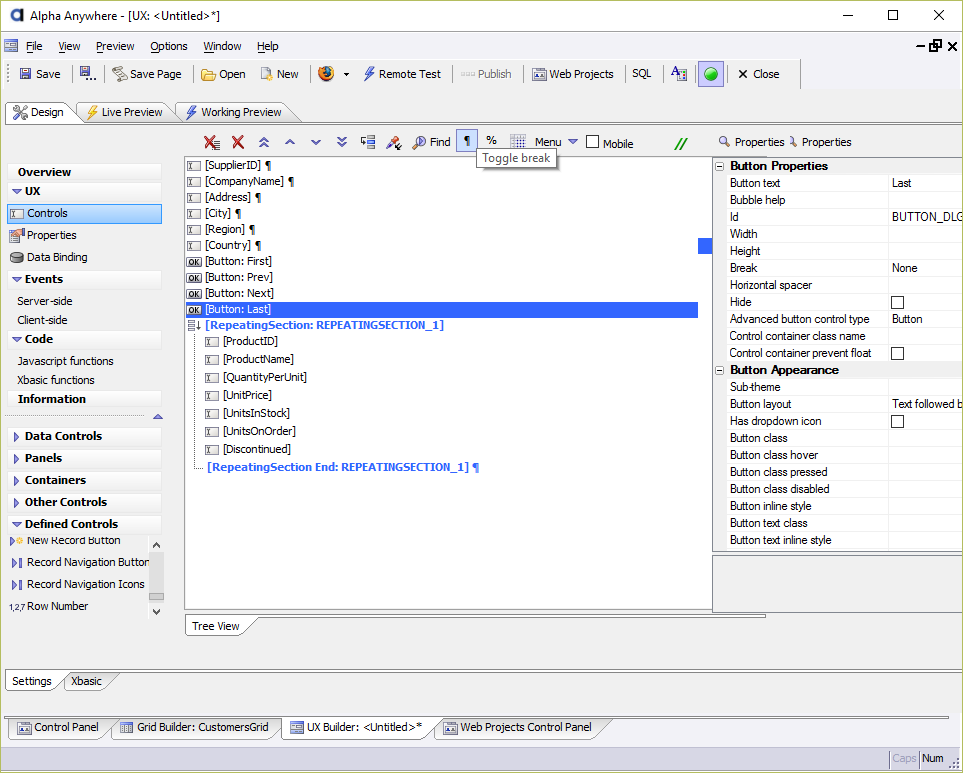 Alpha Anywhere - [UX: <Untitled>*]
File View Preview Options Window Help
Save Save Page Open New Remote Test Publish Web Projects SQL Close
Design Live Preview Working Preview
Find ¶ % Menu Mobile // Properties Properties
Toggle break
Overview
UX
Controls
Properties
Data Binding
Events
Server-side
Client-side
Code
Javascript functions
Xbasic functions
Information
Data Controls
Panels
Containers
Other Controls
Defined Controls
New Record Button
Record Navigation Button
Record Navigation Icons
1,2,7 Row Number
[SupplierID] ¶
[CompanyName] ¶
[Address] ¶
[City] ¶
[Region] ¶
[Country] ¶
OK [Button: First]
OK [Button: Prev]
OK [Button: Next]
OK [Button: Last]
[RepeatingSection: REPEATINGSECTION_1]
[ProductID]
[ProductName]
[QuantityPerUnit]
[UnitPrice]
[UnitsInStock]
[UnitsOnOrder]
[Discontinued]
[RepeatingSection End: REPEATINGSECTION_1] ¶
Tree View
Button Properties
Button text Last
Bubble help
Id BUTTON_DLG
Width
Height
Break None
Horizontal spacer
Hide
Advanced button control type Button
Control container class name
Control container prevent float
Button Appearance
Sub-theme
Button layout Text followed b
Has dropdown icon
Button class
Button class hover
Button class pressed
Button class disabled
Button inline style
Button text class
Button text inline style
Settings Xbasic
Control Panel Grid Builder: CustomersGrid UX Builder: <Untitled>* Web Projects Control Panel
Caps Num